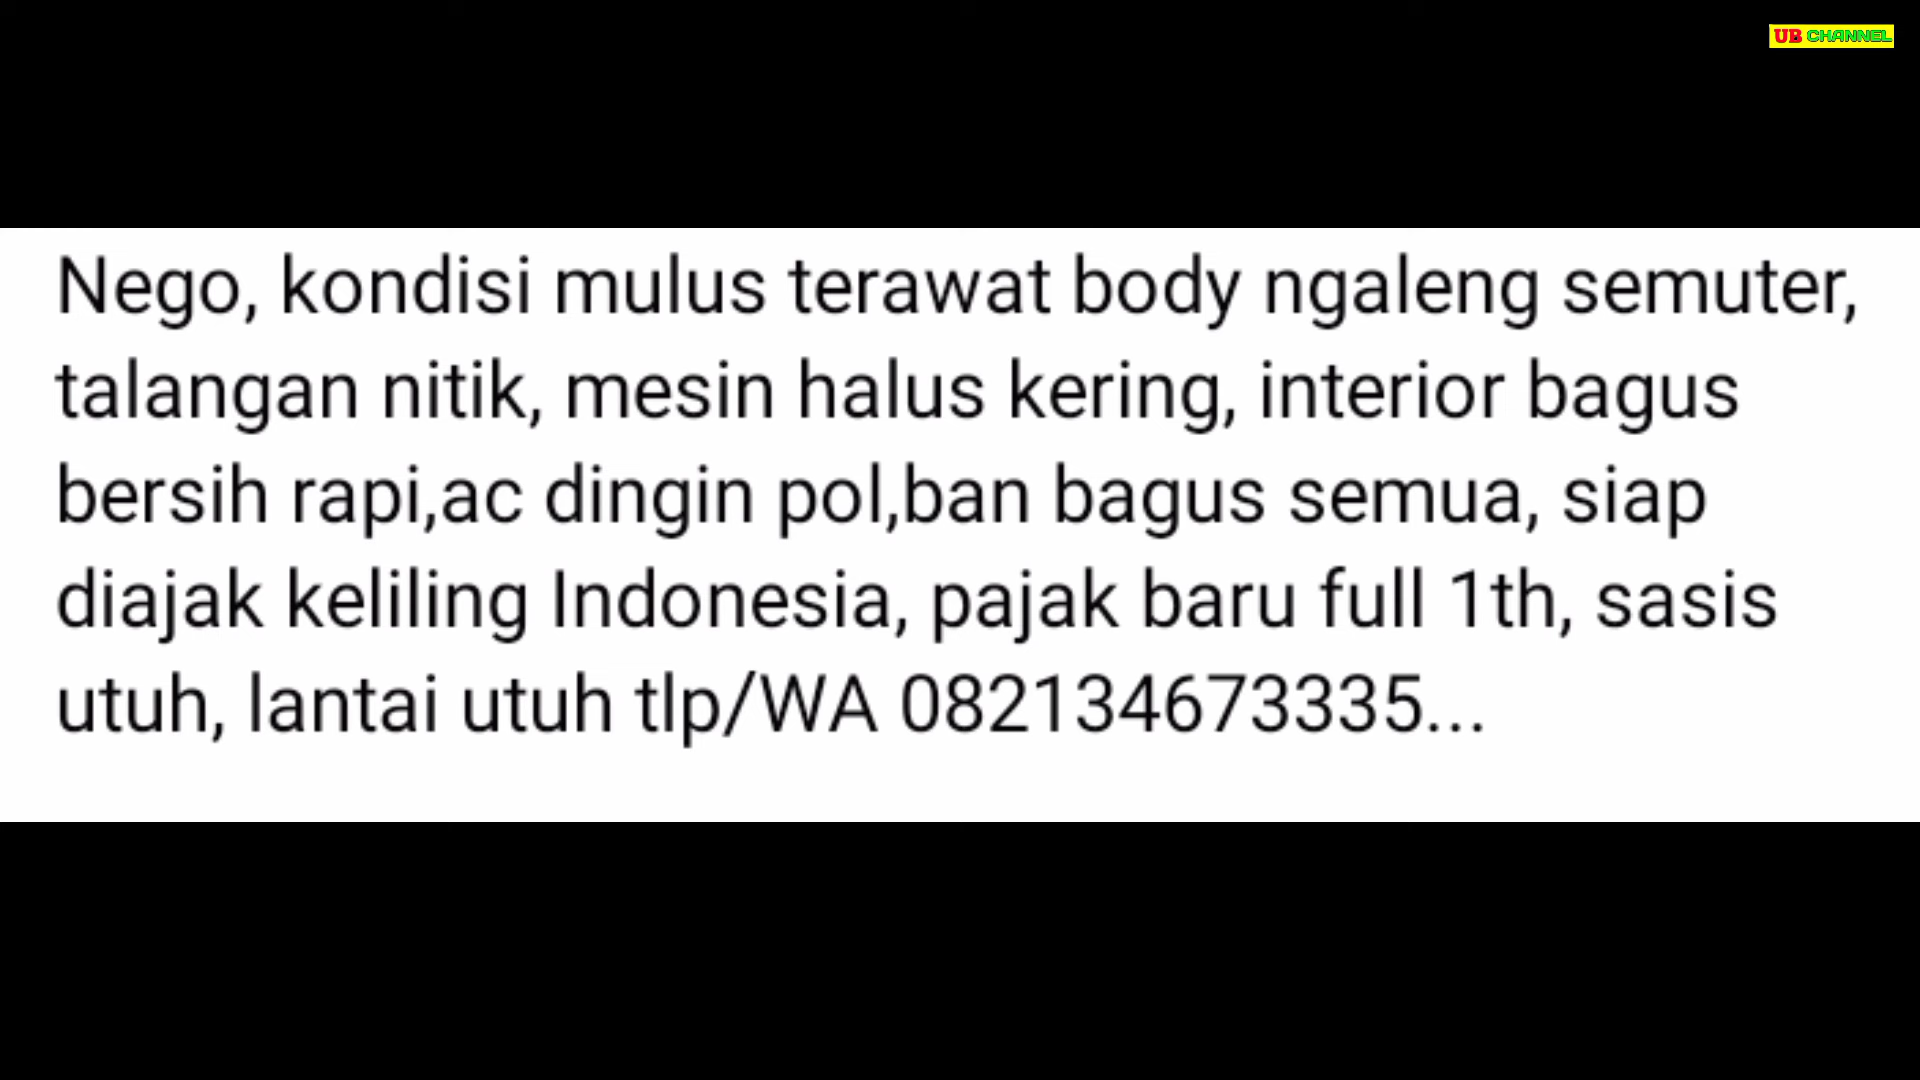 UB CHANNEL
Nego, kondisi mulus terawat body ngaleng semuter,
talangan nitik, mesin halus kering, interior bagus
bersih rapi,ac dingin pol,ban bagus semua, siap
diajak keliling Indonesia, pajak baru full 1th, sasis
utuh, lantai utuh tlp/WA 082134673335...